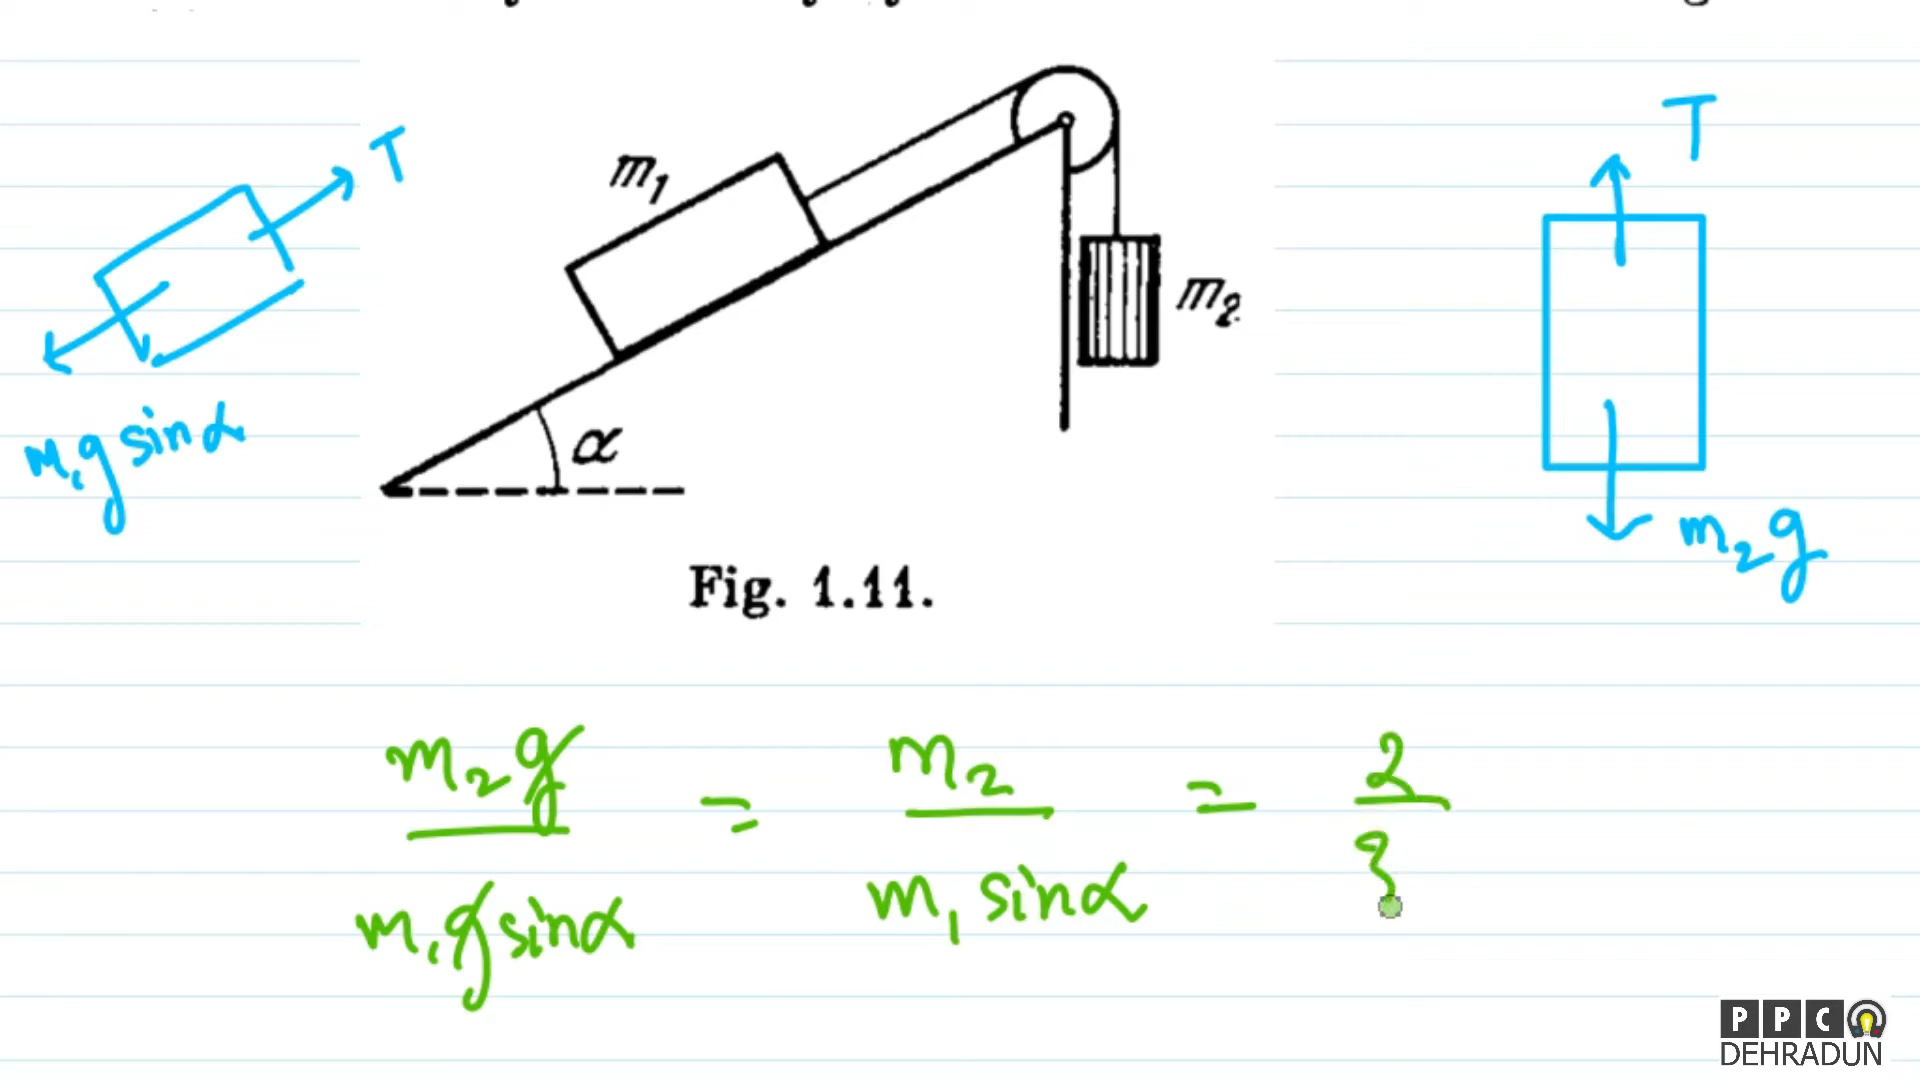 T
m₁
T
m₂
m₁g sinα
α
m₂g
Fig. 1.11.
m₂g / m₁g sinα = m₂ / m₁ sinα = 2 / 3
PPC
DEHRADUN